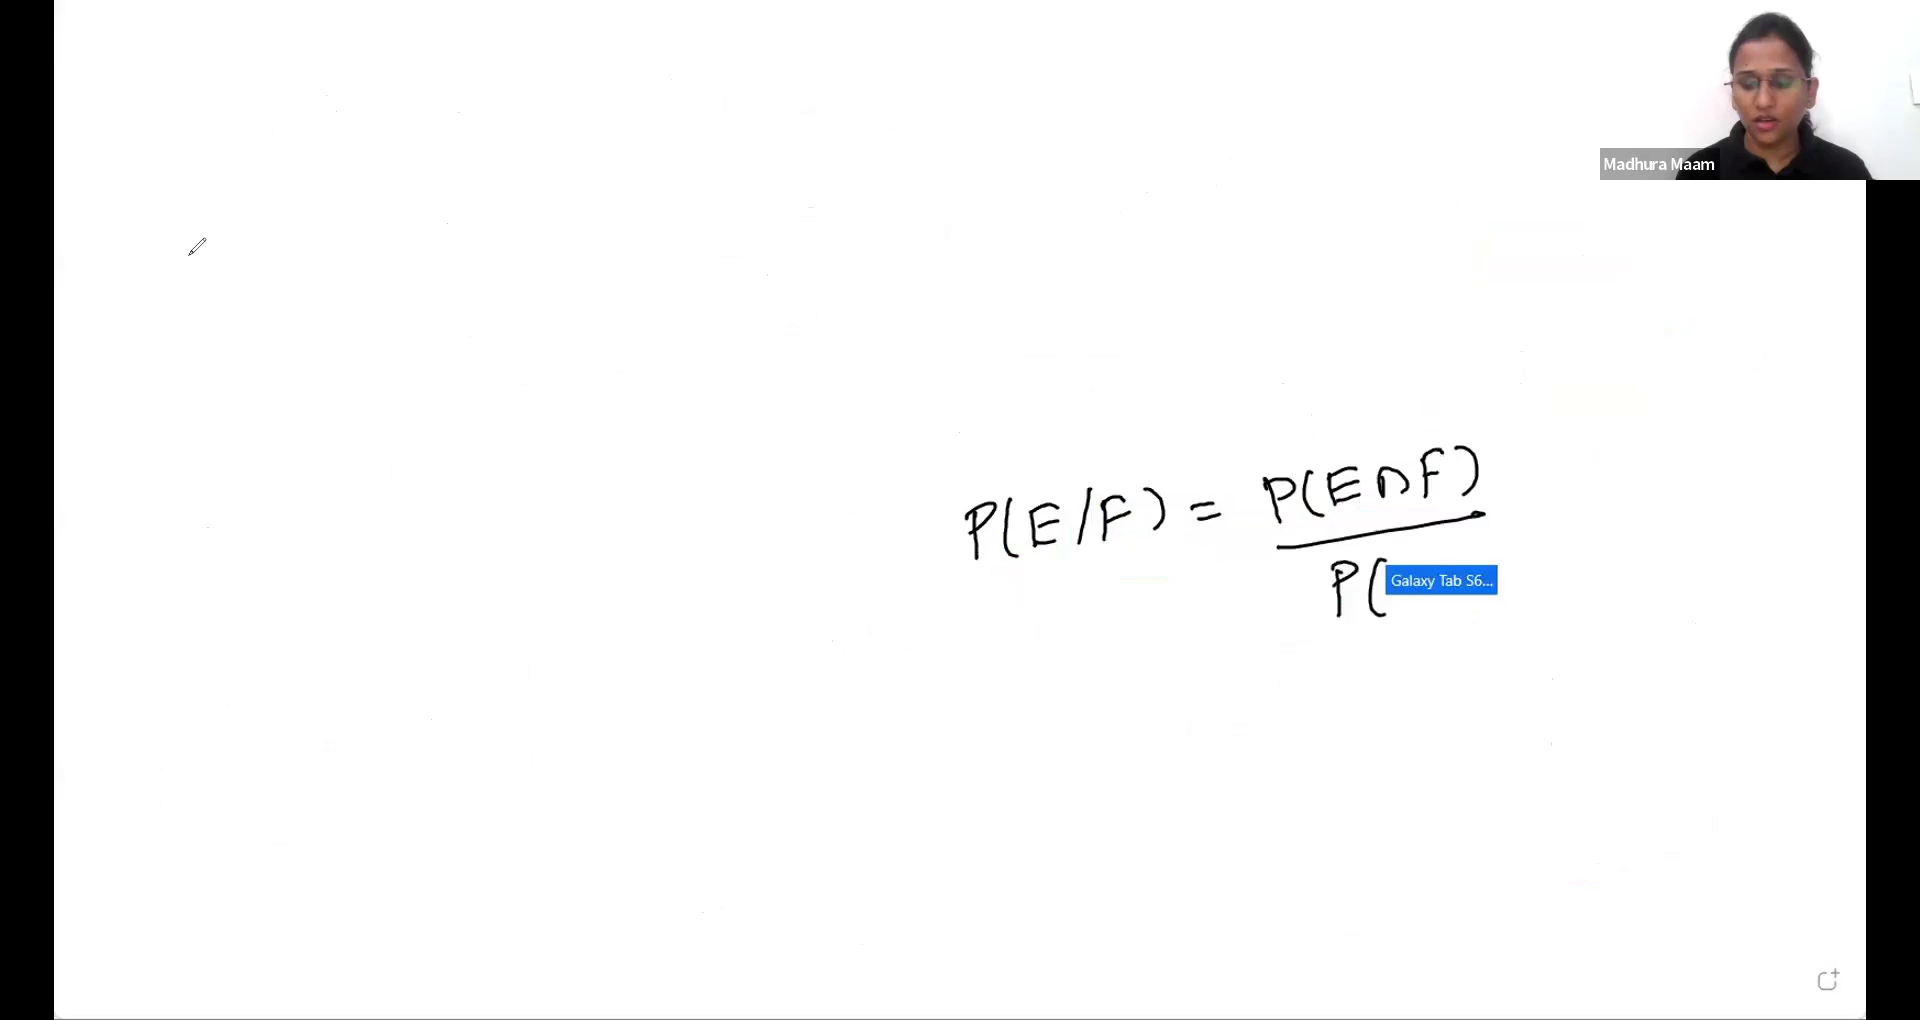 Madhura Maam
P(E/F) = P(E∩F)
P(
Galaxy Tab S6...